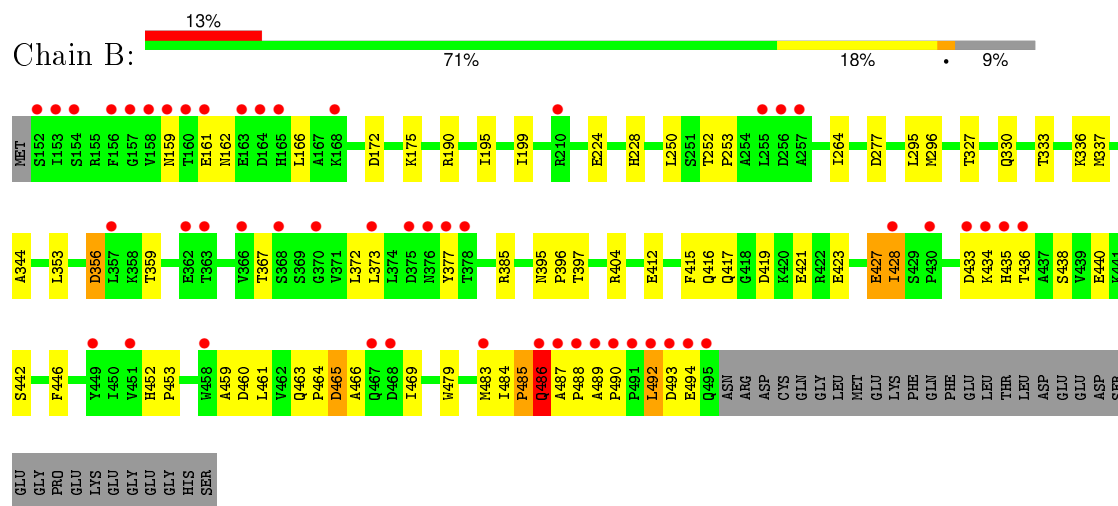 13%
Chain B:
71% 18% • 9%
MET S152 I153 S154 R155 F156 G157 V158 N159 T160 E161 N162 E163 D164 H165 L166 A167 K168 D172 K175 R190 I195 I199 R210 E224 H228 L250 S251 T252 P253 A254 L255 D256 A257 I264 D277 L295 M296 T327 Q330 T333 K336 M337
A344 L353 D356 L357 K358 T359 E362 T363 V366 T367 S368 S369 G370 V371 L372 L373 L374 D375 N376 Y377 T378 R385 N395 P396 T397 R404 E412 F415 Q416 Q417 G418 D419 K420 E421 R422 E423 E427 I428 S429 P430 D433 K434 H435 T436 A437 S438 V439 E440 K441
S442 F446 Y449 I450 V451 H452 P453 W458 A459 D460 L461 V462 Q463 P464 D465 A466 Q467 D468 I469 W479 M483 I484 P485 Q486 A487 P488 A489 P490 P491 L492 D493 E494 Q495 ASN ARG ASP CYS GLN GLY LEU MET GLU LYS PHE GLN PHE GLU LEU THR LEU ASP GLU GLU ASP SER
GLU GLY PRO GLU LYS GLU GLY GLU GLY HIS SER